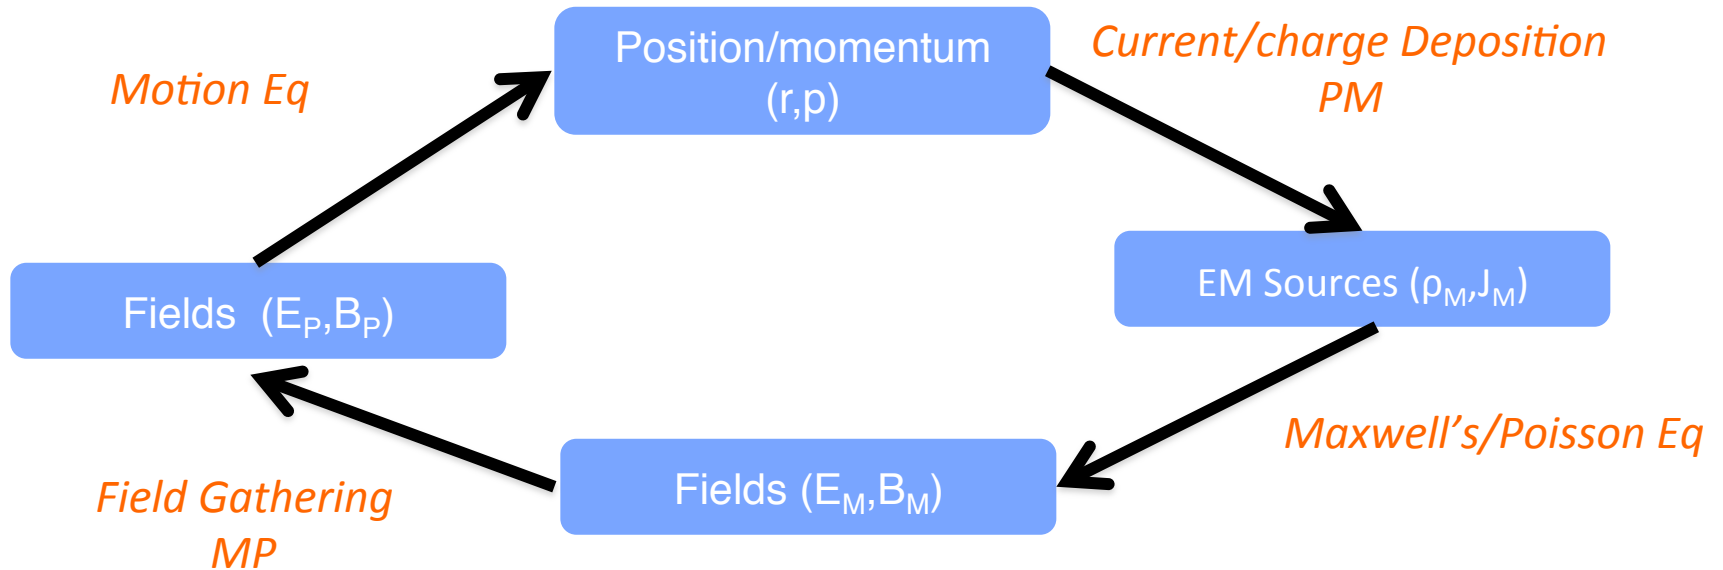 Position/momentum
(r,p)
Current/charge Deposition
PM
Motion Eq
EM Sources (ρM,JM)
Fields (EP,BP)
Maxwell's/Poisson Eq
Fields (EM,BM)
Field Gathering
MP